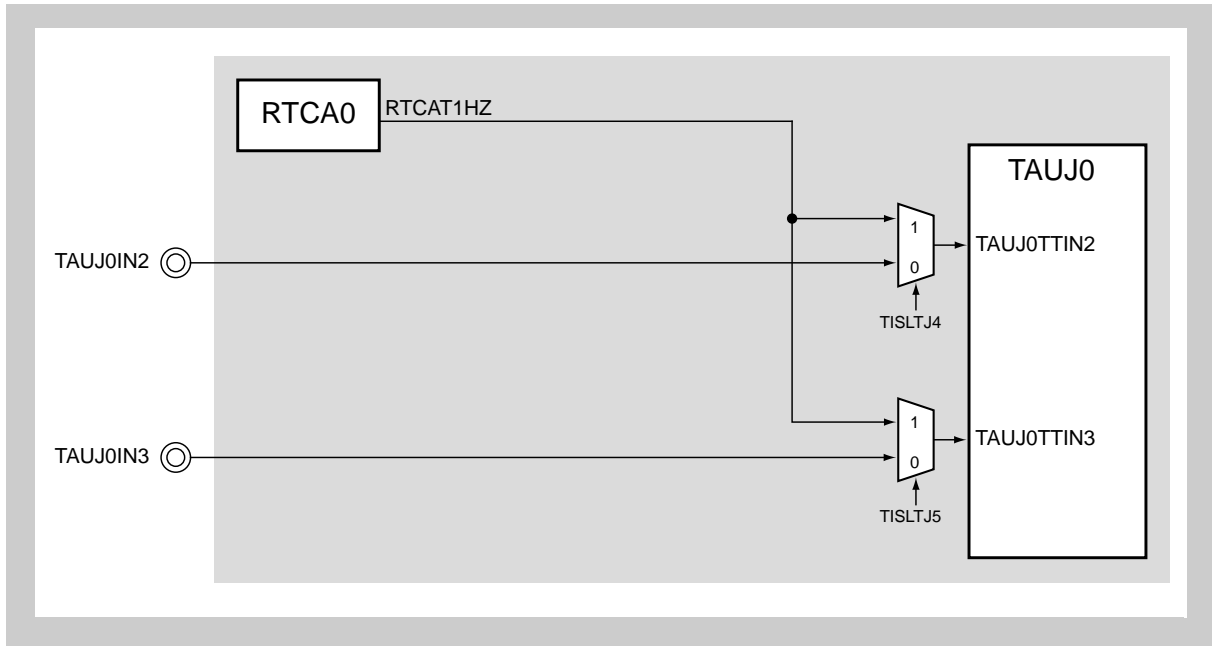 RTCA0
RTCAT1HZ
TAUJ0
1
TAUJ0TTIN2
TAUJ0IN2
0
TISLTJ4
1
TAUJ0TTIN3
TAUJ0IN3
0
TISLTJ5